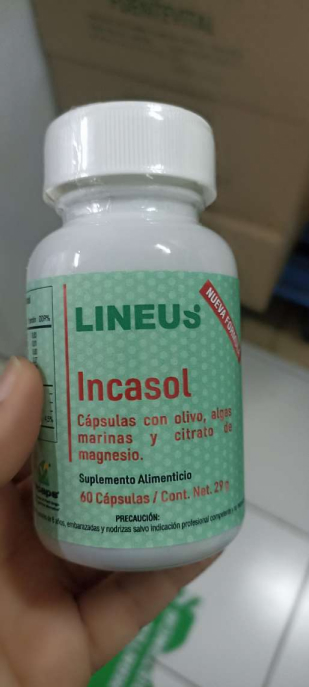 LINEUS
NUEVA
Incasol
Cápsulas con olivo, algas
marinas y citrato de
magnesio.
Suplemento Alimenticio
60 Cápsulas / Cont. Net. 29 g
PRECAUCIÓN:
embarazadas y nodrizas salvo indicación profesional